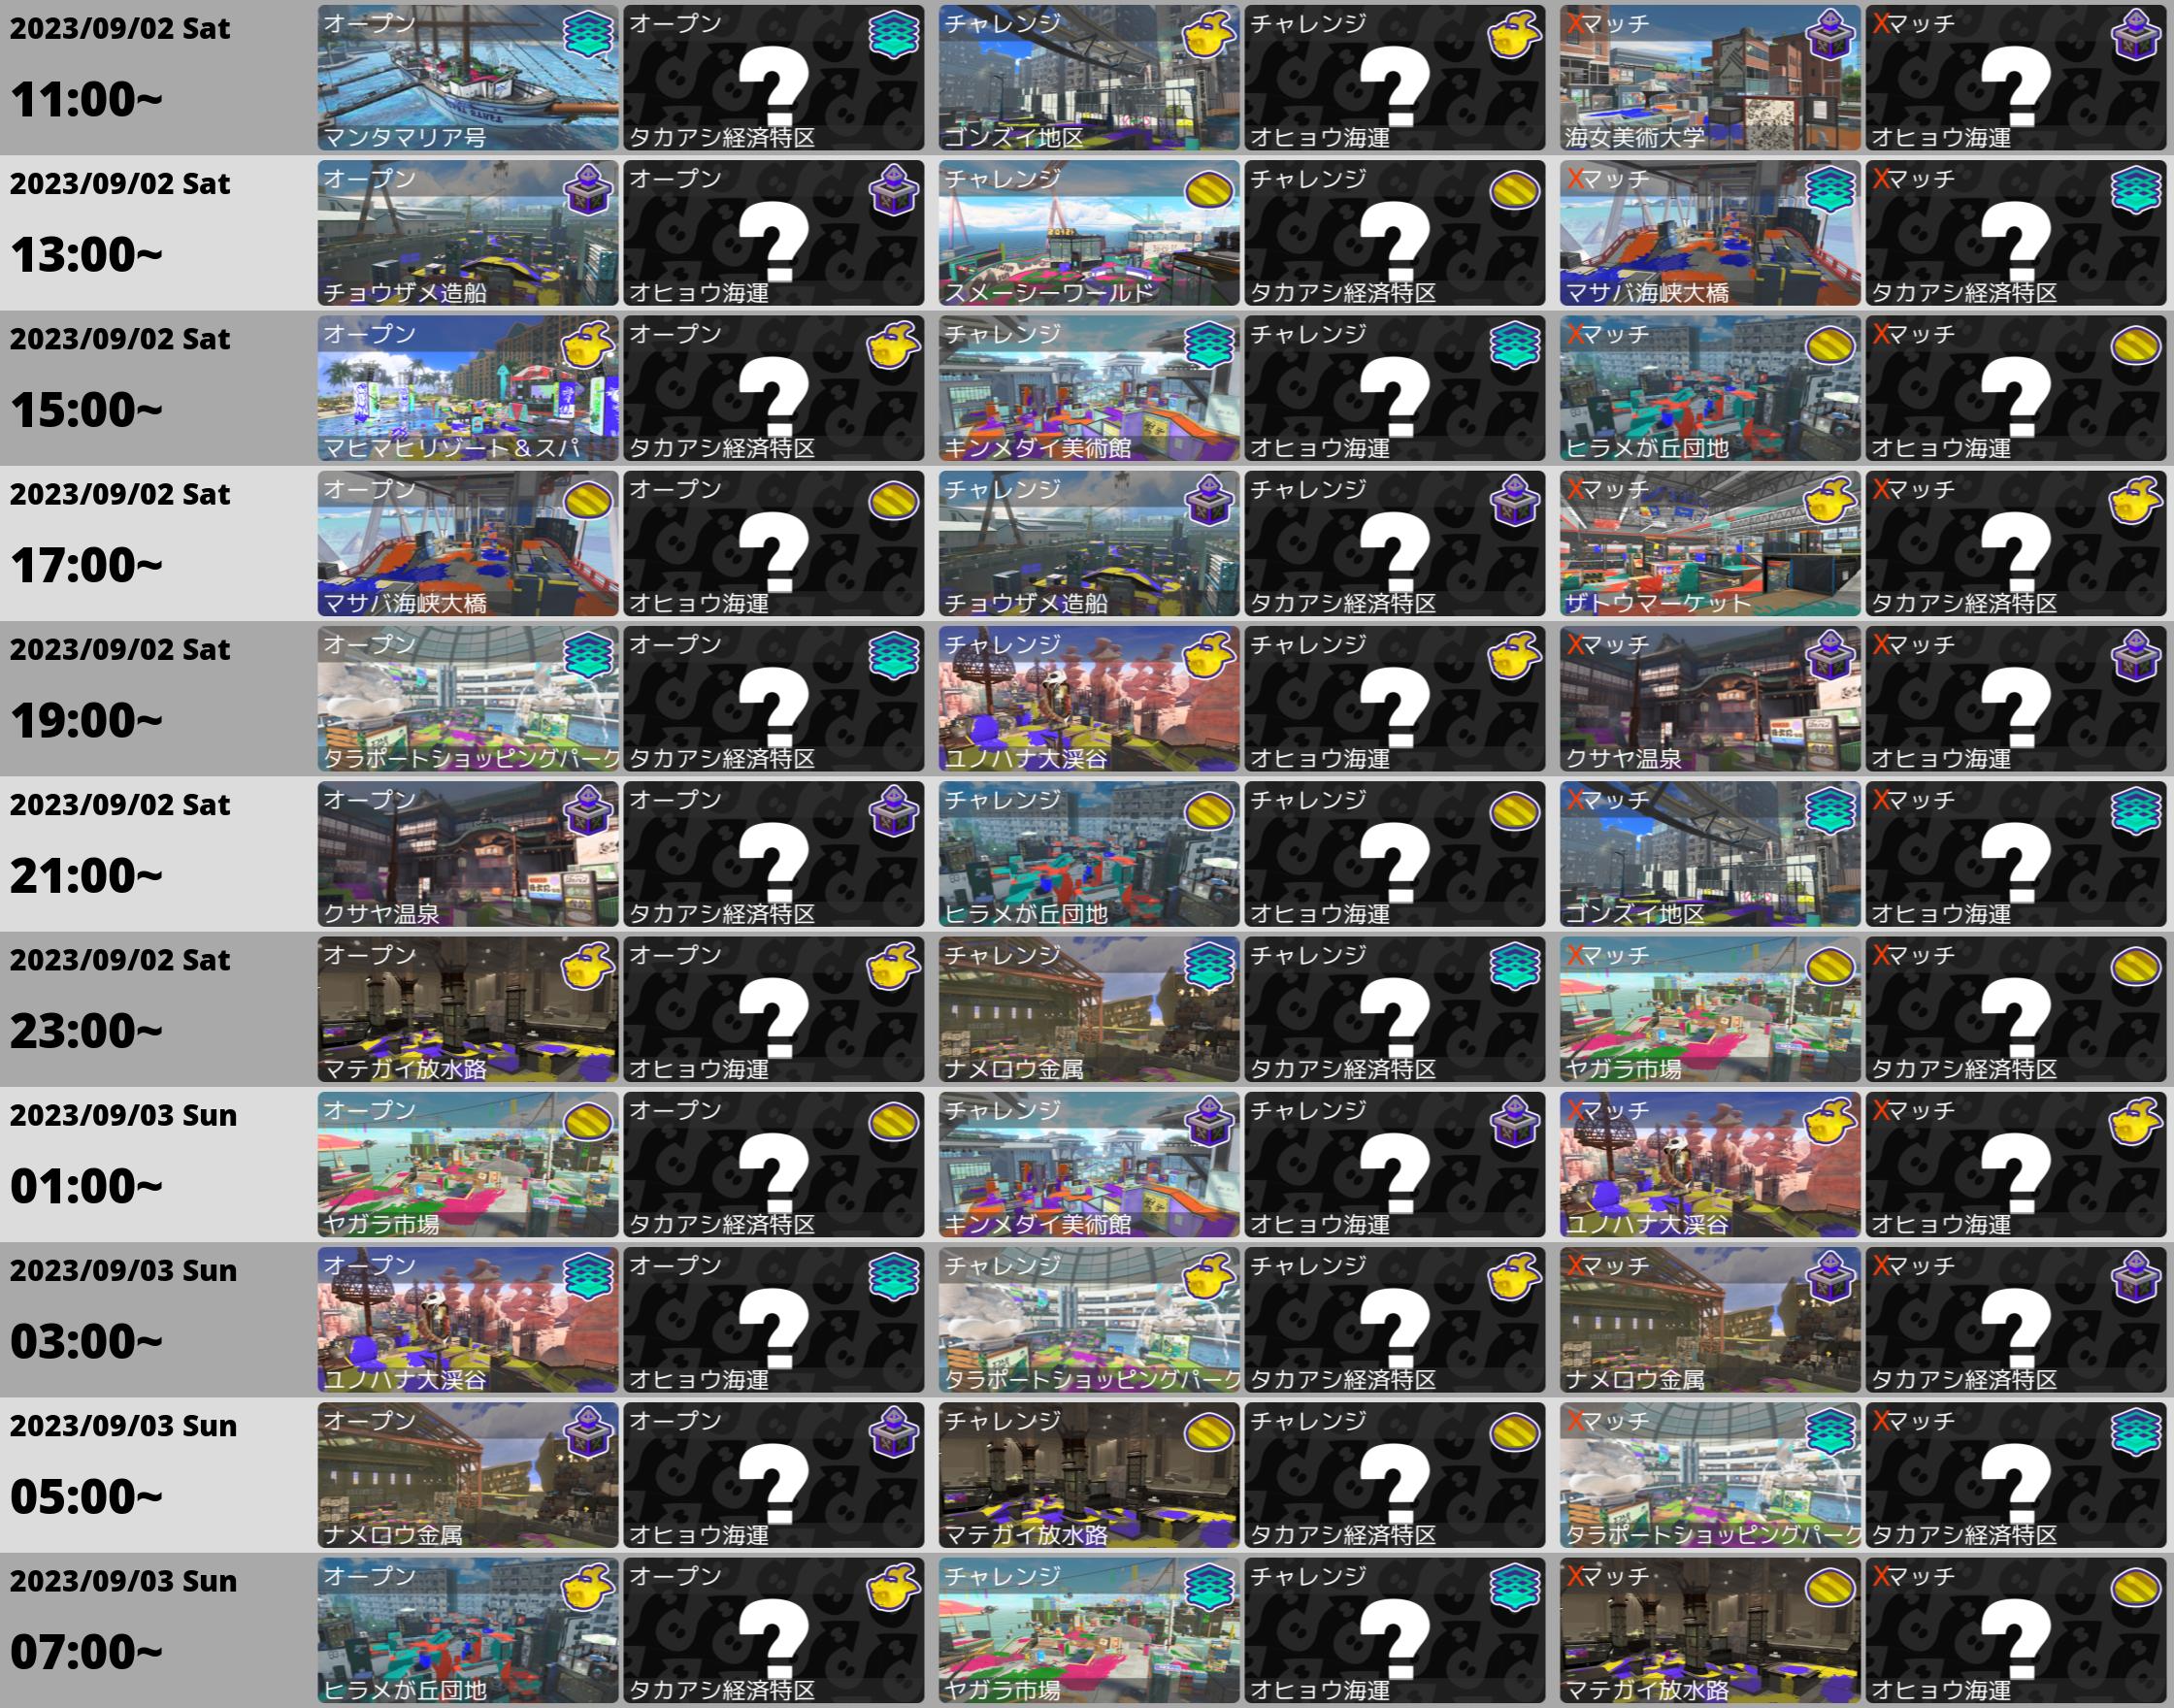 2023/09/02 Sat
11:00~
オープン
マンタマリア号
オープン
?
タカアシ経済特区
チャレンジ
ゴンズイ地区
チャレンジ
?
オヒョウ海運
Xマッチ
海女美術大学
Xマッチ
?
オヒョウ海運
2023/09/02 Sat
13:00~
オープン
チョウザメ造船
オープン
?
オヒョウ海運
チャレンジ
スメーシーワールド
チャレンジ
?
タカアシ経済特区
Xマッチ
マサバ海峡大橋
Xマッチ
?
タカアシ経済特区
2023/09/02 Sat
15:00~
オープン
マヒマヒリゾート&スパ
オープン
?
タカアシ経済特区
チャレンジ
キンメダイ美術館
チャレンジ
?
オヒョウ海運
Xマッチ
ヒラメが丘団地
Xマッチ
?
オヒョウ海運
2023/09/02 Sat
17:00~
オープン
マサバ海峡大橋
オープン
?
オヒョウ海運
チャレンジ
チョウザメ造船
チャレンジ
?
タカアシ経済特区
Xマッチ
ザトウマーケット
Xマッチ
?
タカアシ経済特区
2023/09/02 Sat
19:00~
オープン
タラポートショッピングパーク
オープン
?
タカアシ経済特区
チャレンジ
ユノハナ大渓谷
チャレンジ
?
オヒョウ海運
Xマッチ
クサヤ温泉
Xマッチ
?
オヒョウ海運
2023/09/02 Sat
21:00~
オープン
クサヤ温泉
オープン
?
タカアシ経済特区
チャレンジ
ヒラメが丘団地
チャレンジ
?
オヒョウ海運
Xマッチ
ゴンズイ地区
Xマッチ
?
オヒョウ海運
2023/09/02 Sat
23:00~
オープン
マテガイ放水路
オープン
?
オヒョウ海運
チャレンジ
ナメロウ金属
チャレンジ
?
タカアシ経済特区
Xマッチ
ヤガラ市場
Xマッチ
?
タカアシ経済特区
2023/09/03 Sun
01:00~
オープン
ヤガラ市場
オープン
?
タカアシ経済特区
チャレンジ
キンメダイ美術館
チャレンジ
?
オヒョウ海運
Xマッチ
ユノハナ大渓谷
Xマッチ
?
オヒョウ海運
2023/09/03 Sun
03:00~
オープン
ユノハナ大渓谷
オープン
?
オヒョウ海運
チャレンジ
タラポートショッピングパーク
チャレンジ
?
タカアシ経済特区
Xマッチ
ナメロウ金属
Xマッチ
?
タカアシ経済特区
2023/09/03 Sun
05:00~
オープン
ナメロウ金属
オープン
?
オヒョウ海運
チャレンジ
マテガイ放水路
チャレンジ
?
タカアシ経済特区
Xマッチ
タラポートショッピングパーク
Xマッチ
?
タカアシ経済特区
2023/09/03 Sun
07:00~
オープン
ヒラメが丘団地
オープン
?
タカアシ経済特区
チャレンジ
ヤガラ市場
チャレンジ
?
オヒョウ海運
Xマッチ
マテガイ放水路
Xマッチ
?
オヒョウ海運